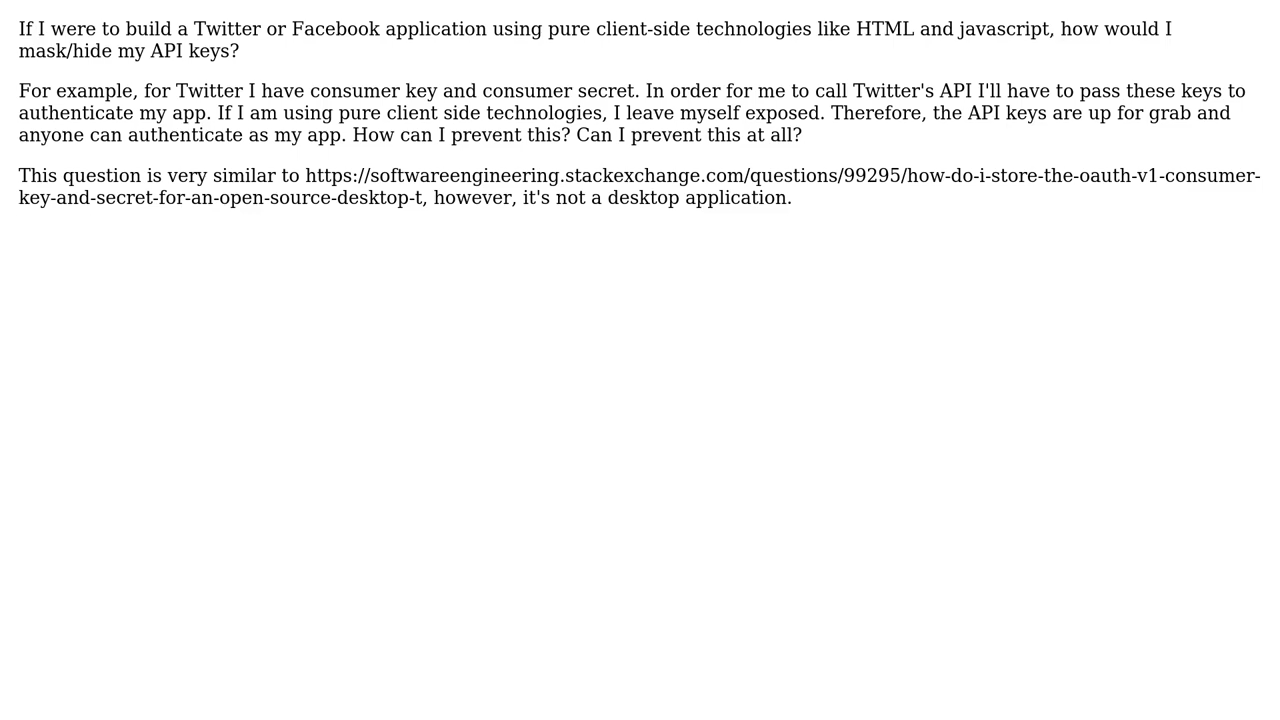 If I were to build a Twitter or Facebook application using pure client-side technologies like HTML and javascript, how would I
mask/hide my API keys?
For example, for Twitter I have consumer key and consumer secret. In order for me to call Twitter's API I'll have to pass these keys to
authenticate my app. If I am using pure client side technologies, I leave myself exposed. Therefore, the API keys are up for grab and
anyone can authenticate as my app. How can I prevent this? Can I prevent this at all?
This question is very similar to https://softwareengineering.stackexchange.com/questions/99295/how-do-i-store-the-oauth-v1-consumer-
key-and-secret-for-an-open-source-desktop-t, however, it's not a desktop application.